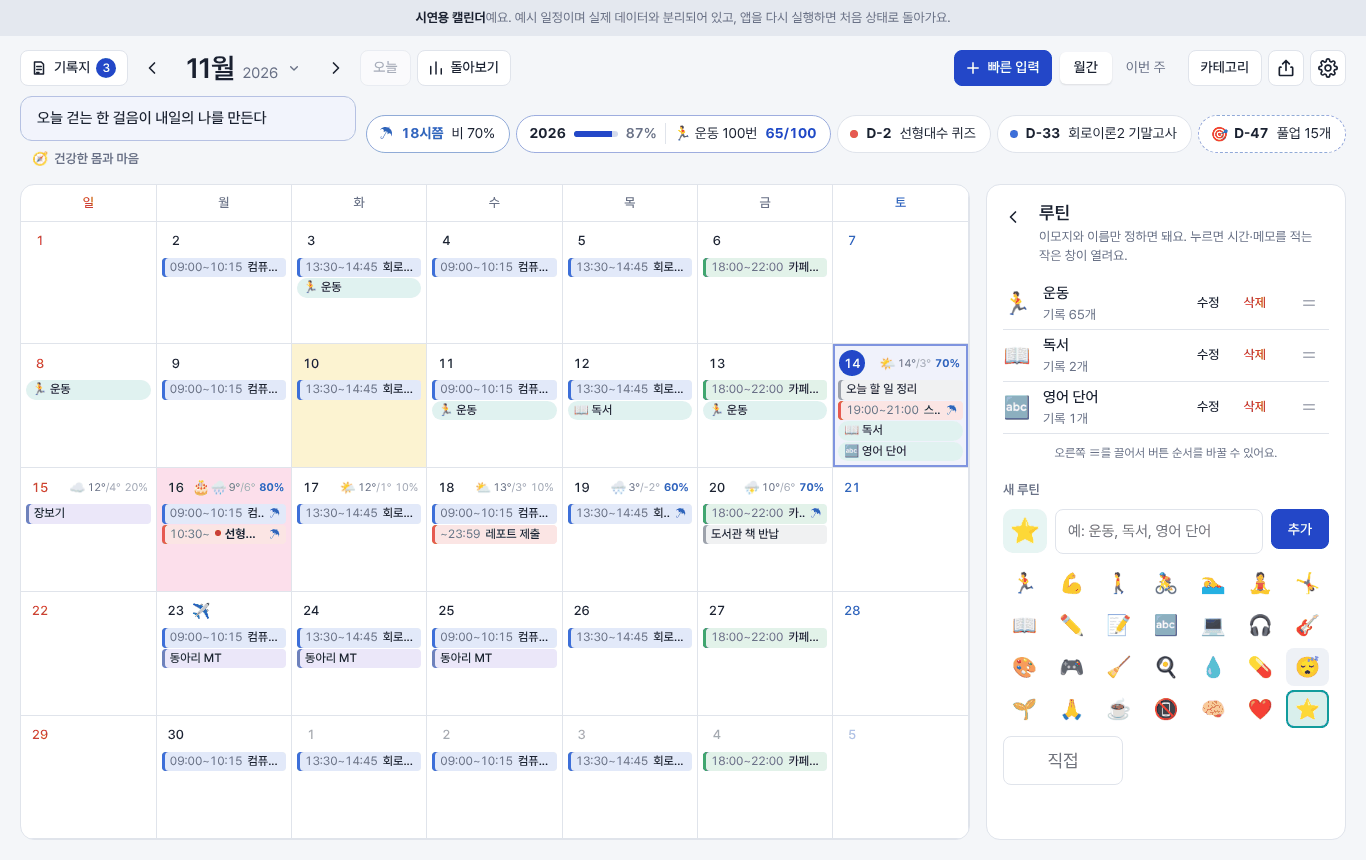 시연용 캘린더예요. 예시 일정이며 실제 데이터와 분리되어 있고, 앱을 다시 실행하면 처음 상태로 돌아가요.
기록지 3 11월 2026 오늘 돌아보기 빠른 입력 월간 이번 주 카테고리
오늘 걷는 한 걸음이 내일의 나를 만든다
건강한 몸과 마음
18시쯤 비 70% 2026 87% 운동 100번 65/100 D-2 선형대수 퀴즈 D-33 회로이론2 기말고사 D-47 풀업 15개
일 월 화 수 목 금 토
1 2 3 4 5 6 7
09:00~10:15 컴퓨… 13:30~14:45 회로… 09:00~10:15 컴퓨… 13:30~14:45 회로… 18:00~22:00 카페…
운동
8 9 10 11 12 13 14 14°/3° 70%
운동 09:00~10:15 컴퓨… 13:30~14:45 회로… 09:00~10:15 컴퓨… 13:30~14:45 회로… 18:00~22:00 카페… 오늘 할 일 정리
운동 독서 운동 19:00~21:00 스..
독서
영어 단어
15 12°/4° 20% 16 9°/6° 80% 17 12°/1° 10% 18 13°/3° 10% 19 3°/-2° 60% 20 10°/6° 70% 21
장보기 09:00~10:15 컴.. 13:30~14:45 회로… 09:00~10:15 컴퓨… 13:30~14:45 회.. 18:00~22:00 카..
10:30~ 선형… ~23:59 레포트 제출 도서관 책 반납
22 23 24 25 26 27 28
09:00~10:15 컴퓨… 13:30~14:45 회로… 09:00~10:15 컴퓨… 13:30~14:45 회로… 18:00~22:00 카페…
동아리 MT 동아리 MT 동아리 MT
29 30 1 2 3 4 5
09:00~10:15 컴퓨… 13:30~14:45 회로… 09:00~10:15 컴퓨… 13:30~14:45 회로… 18:00~22:00 카페…
루틴
이모지와 이름만 정하면 돼요. 누르면 시간·메모를 적는
작은 창이 열려요.
운동 수정 삭제
기록 65개
독서 수정 삭제
기록 2개
영어 단어 수정 삭제
기록 1개
오른쪽 ≡를 끌어서 버튼 순서를 바꿀 수 있어요.
새 루틴
예: 운동, 독서, 영어 단어 추가
직접